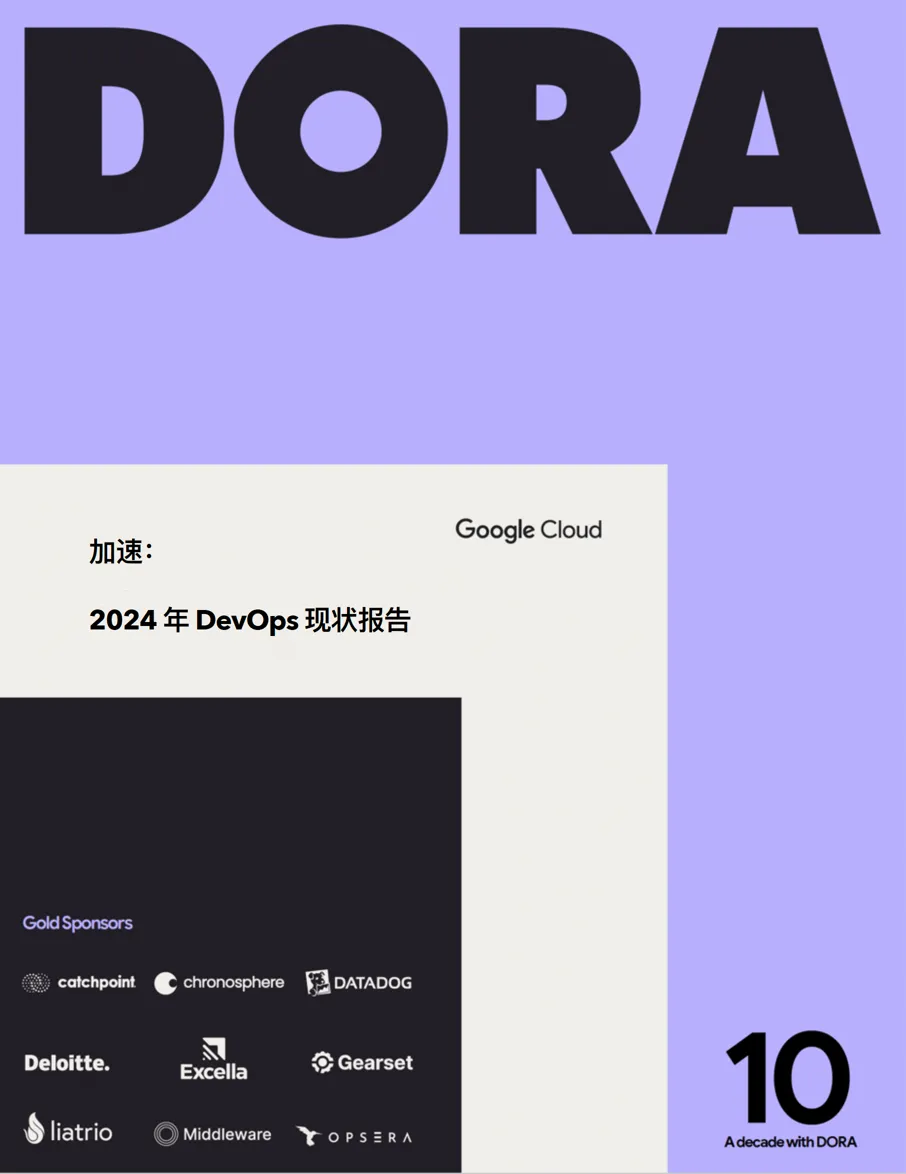 DORA
Google Cloud
加速：
2024 年 DevOps 现状报告
Gold Sponsors
catchpoint chronosphere DATADOG
Deloitte. Excella Gearset
liatrio Middleware OPSERA
10
A decade with DORA